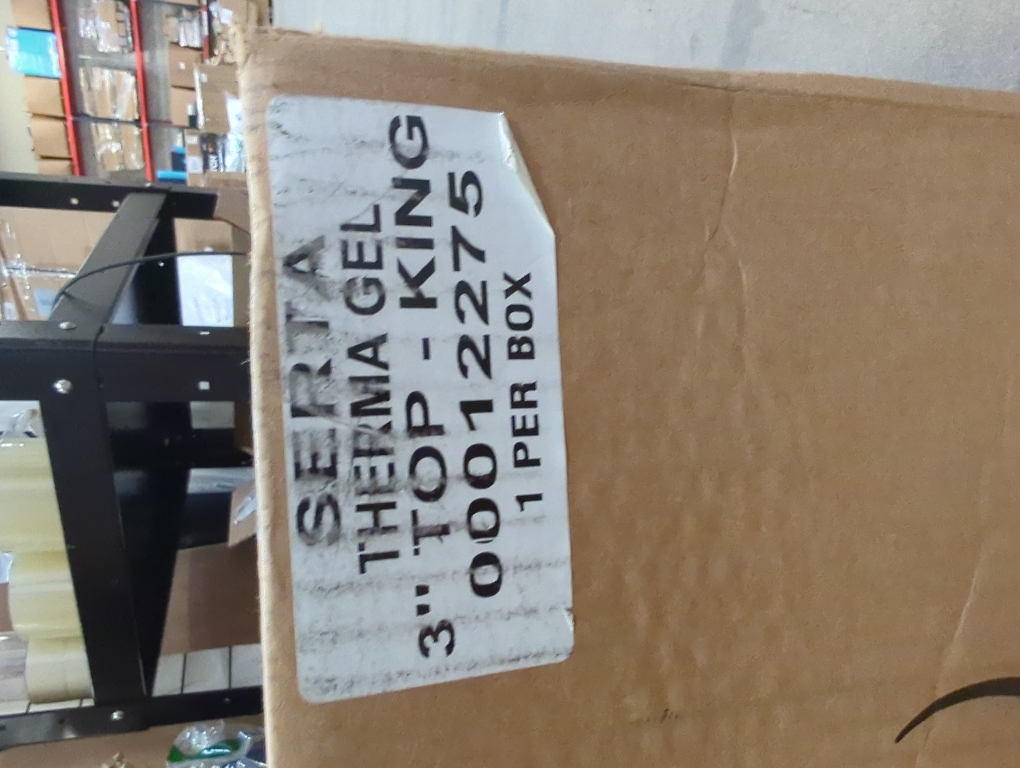 SERTA
THERMA GEL
3" TOP - KING
00012275
1 PER BOX